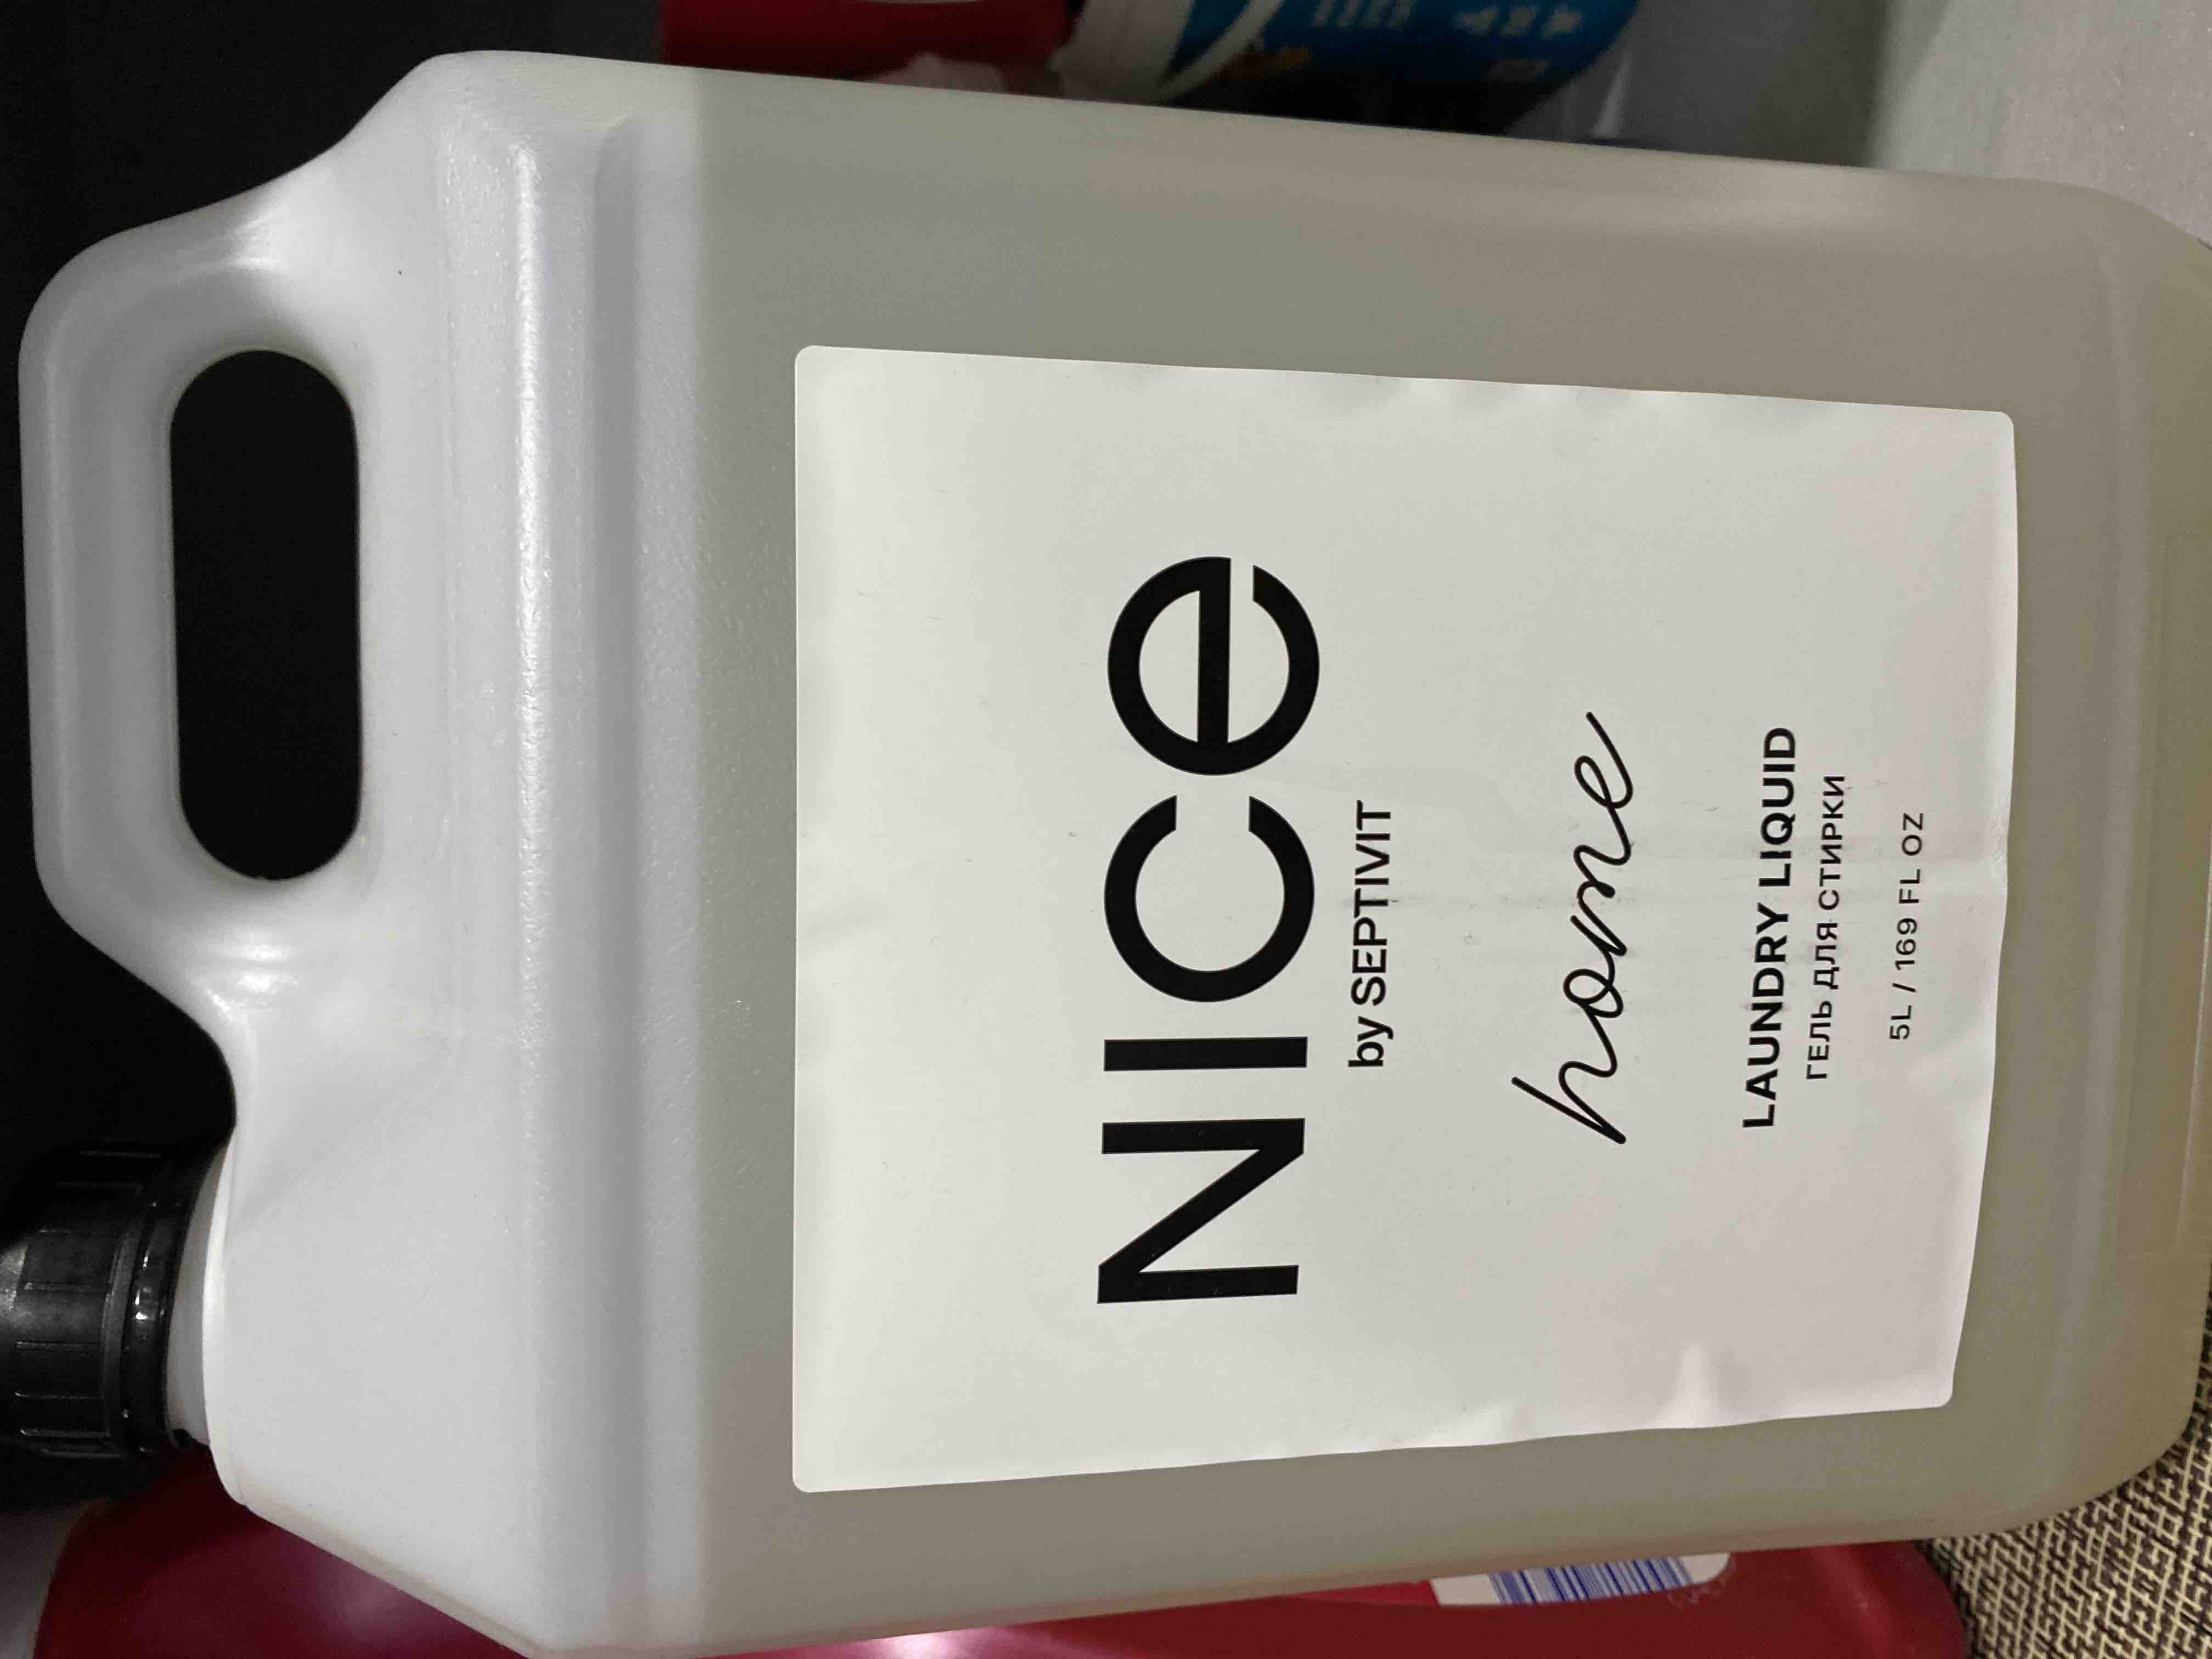 NICe
by SEPTIVIT
home
LAUNDRY LIQUID
ГЕЛЬ ДЛЯ СТИРКИ
5L / 169 FL OZ